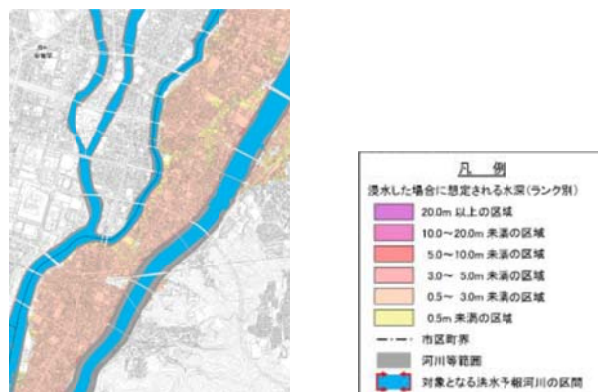 凡 例
浸水した場合に想定される水深(ランク別)
20.0m 以上の区域
10.0~20.0m 未満の区域
5.0~10.0m 未満の区域
3.0~ 5.0m 未満の区域
0.5~ 3.0m 未満の区域
0.5m 未満の区域
市区町界
河川等範囲
対象となる洪水予報河川の区間